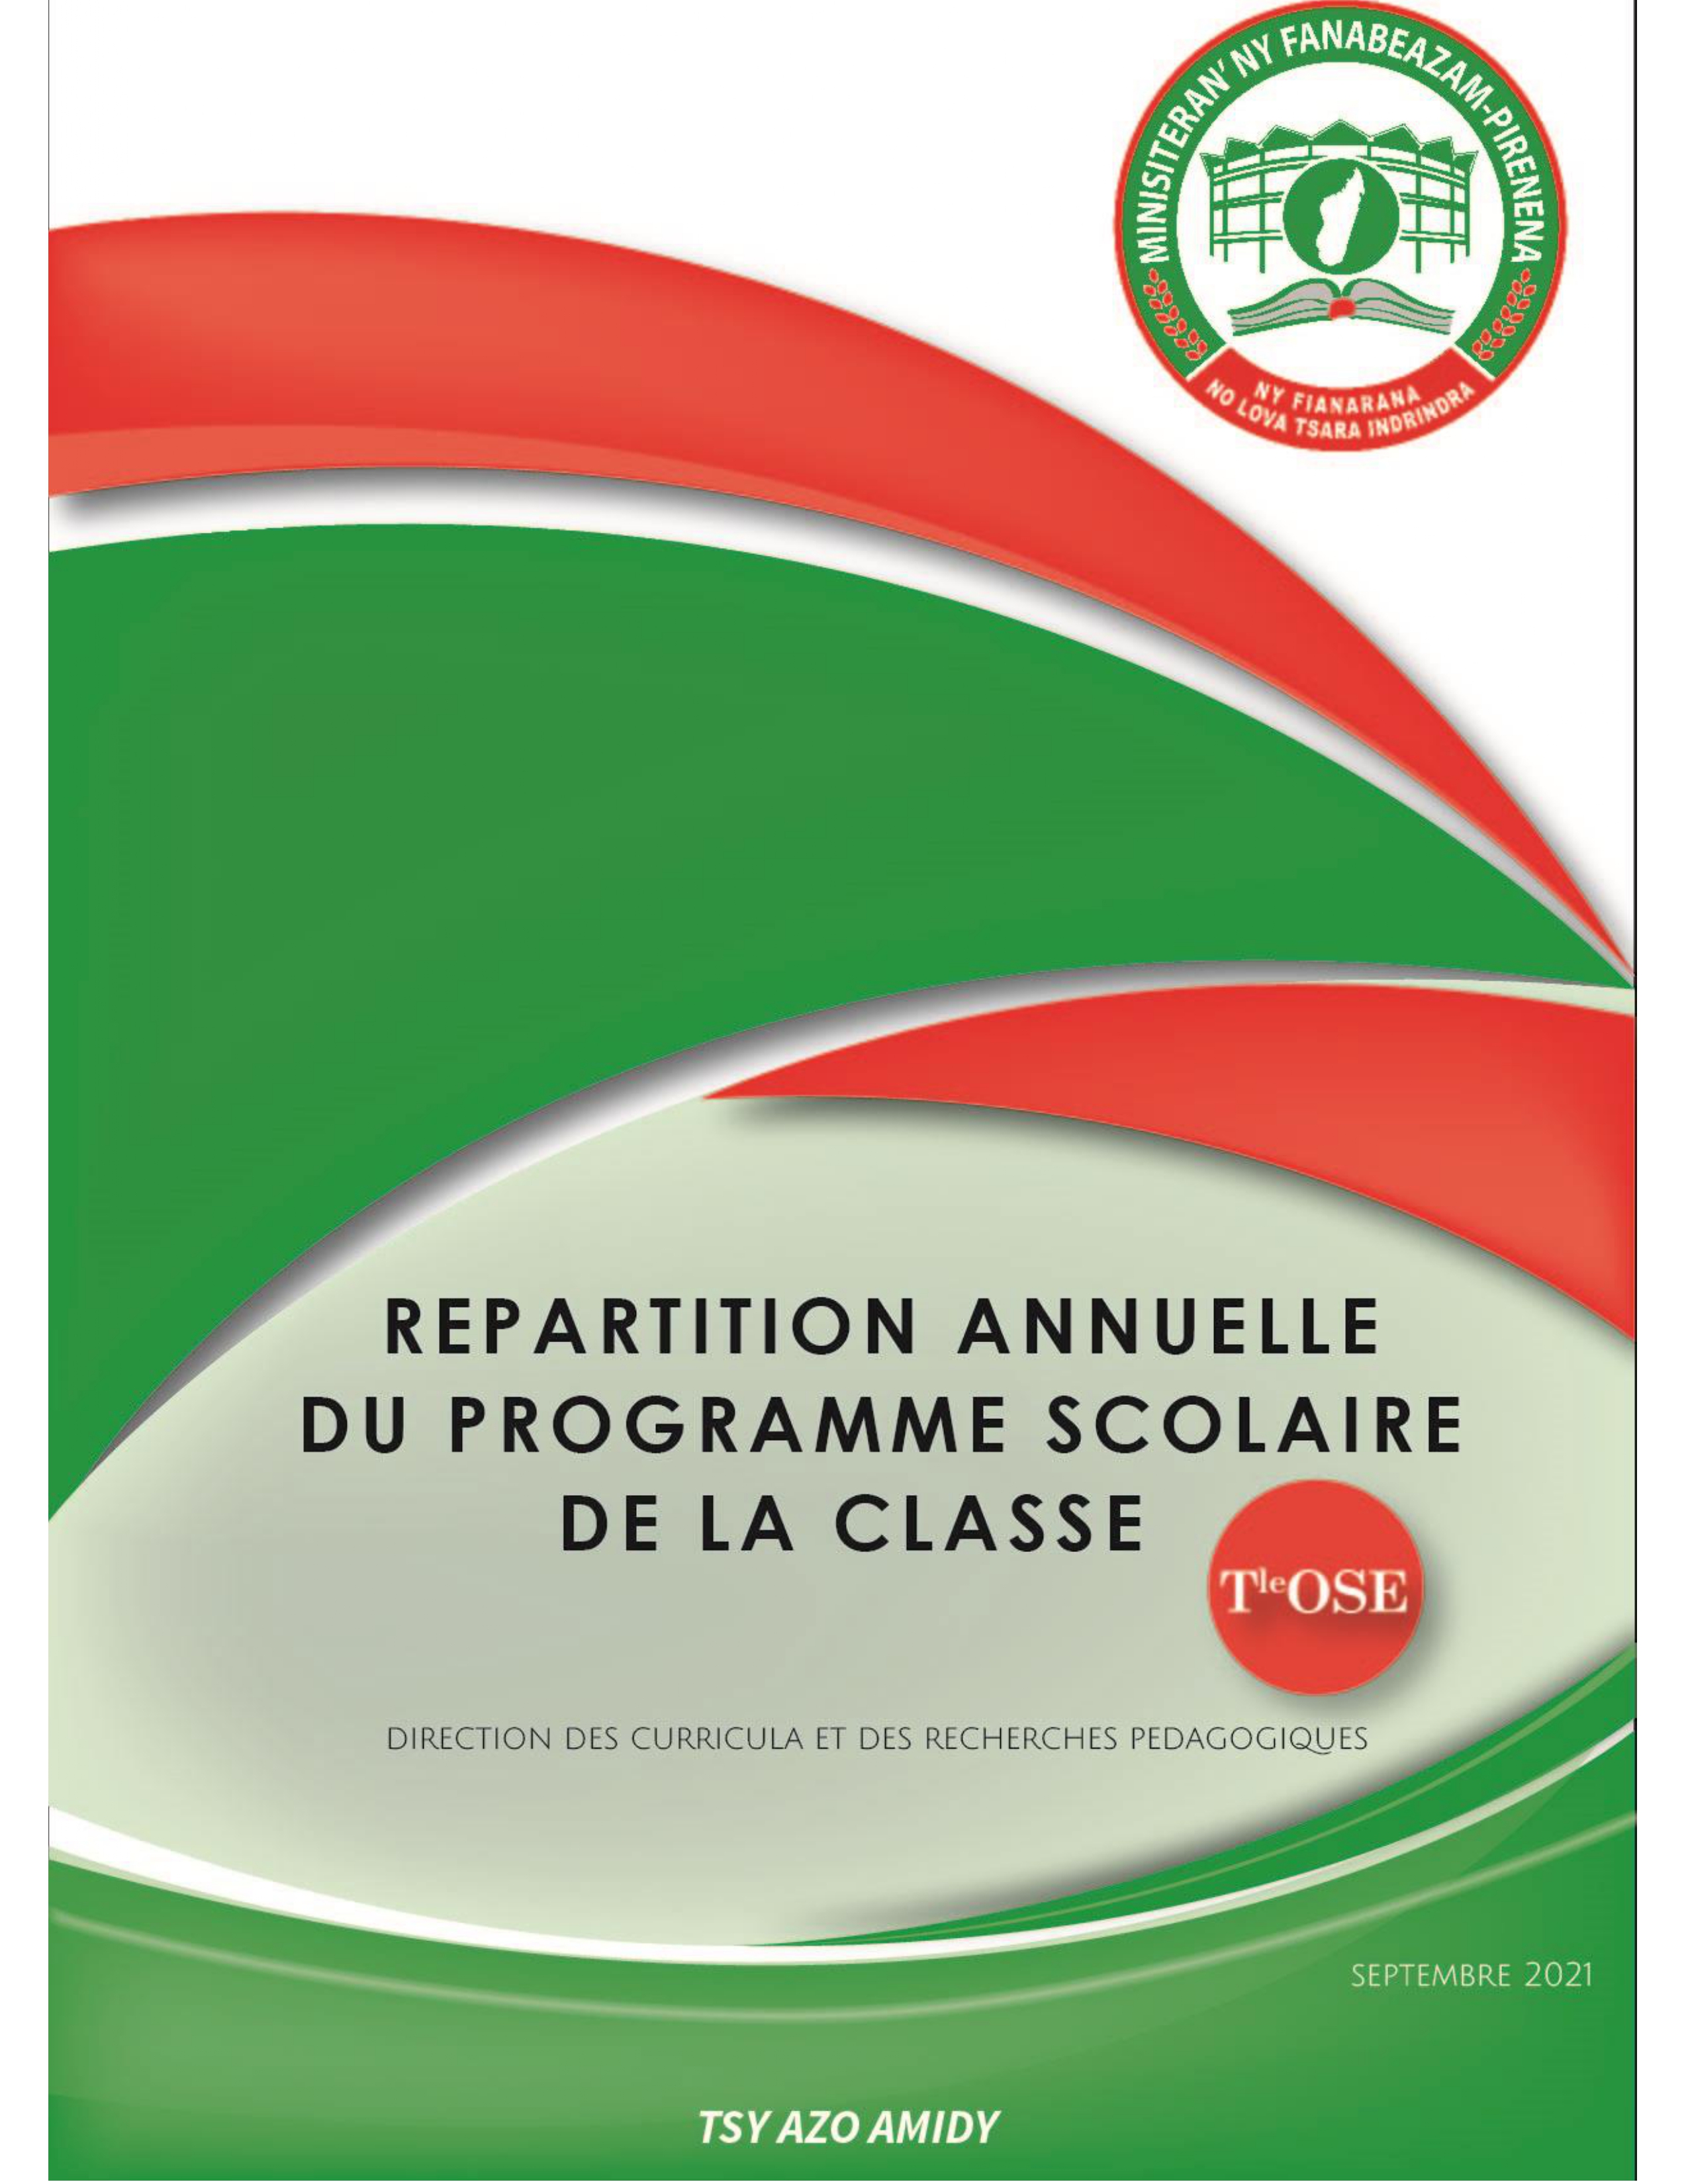 MINISITERAN'NY FANABEAZAM-PIRENENA
NY FIANARANA
NO LOVA TSARA INDRINDRA
REPARTITION ANNUELLE
DU PROGRAMME SCOLAIRE
DE LA CLASSE
TleOSE
DIRECTION DES CURRICULA ET DES RECHERCHES PEDAGOGIQUES
SEPTEMBRE 2021
TSY AZO AMIDY